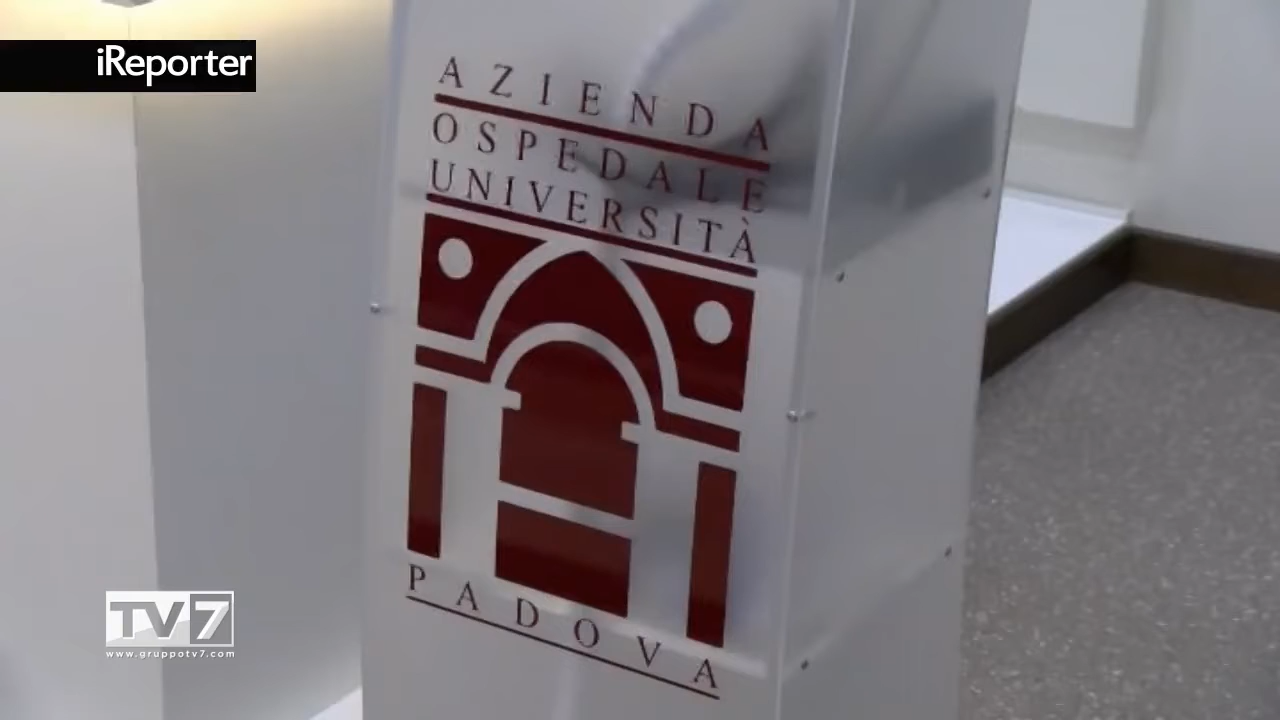 iReporter
AZIENDA
OSPEDALE
UNIVERSITÀ
PADOVA
TV7
www.gruppotv7.com